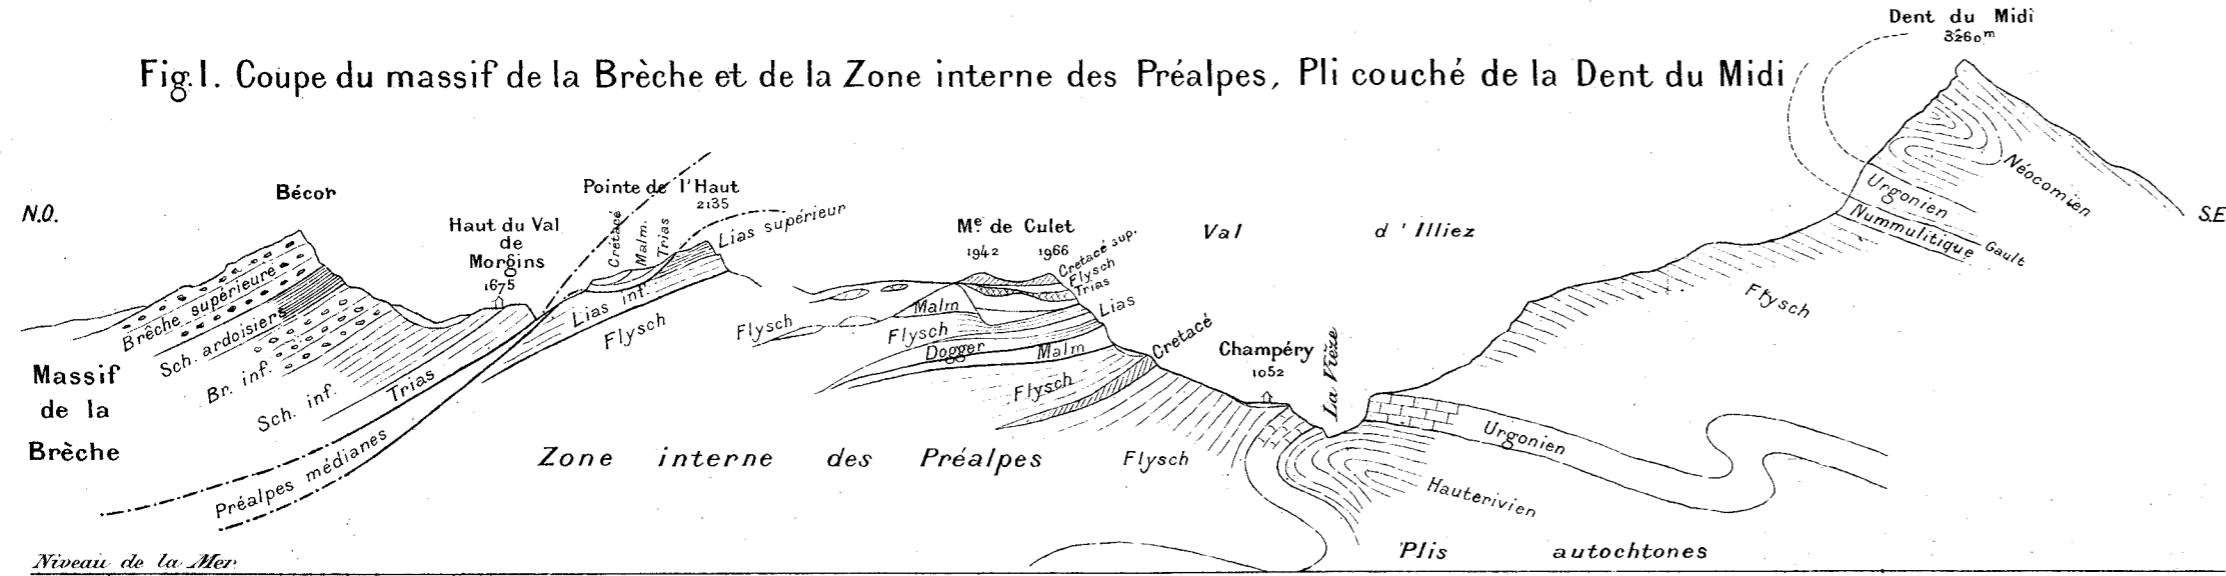 Fig.1. Coupe du massif de la Brèche et de la Zone interne des Préalpes, Pli couché de la Dent du Midi
Dent du Midi
3260m
N.O.
S.E
Bécor
Brêche supérieure
Sch. ardoisiers
Br. inf.
Sch. inf.
Trias
Massif
de la
Brèche
Préalpes médianes
Haut du Val
de
Morgins
1675
Pointe de l'Haut
2135
Crétacé
Malm.
Trias
Lias supérieur
Lias inf.
Flysch
Flysch
Me de Culet
1942
1966
Cretacé sup.
Flysch
Trias
Lias
Malm
Flysch
Dogger
Malm
Flysch
Cretacé
Val d'Illiez
Champéry
1052
La Vièze
Zone interne des Préalpes
Flysch
Urgonien
Hauterivien
Plis autochtones
Flysch
Néocomien
Urgonien
Gault
Nummulitique
Niveau de la Mer.